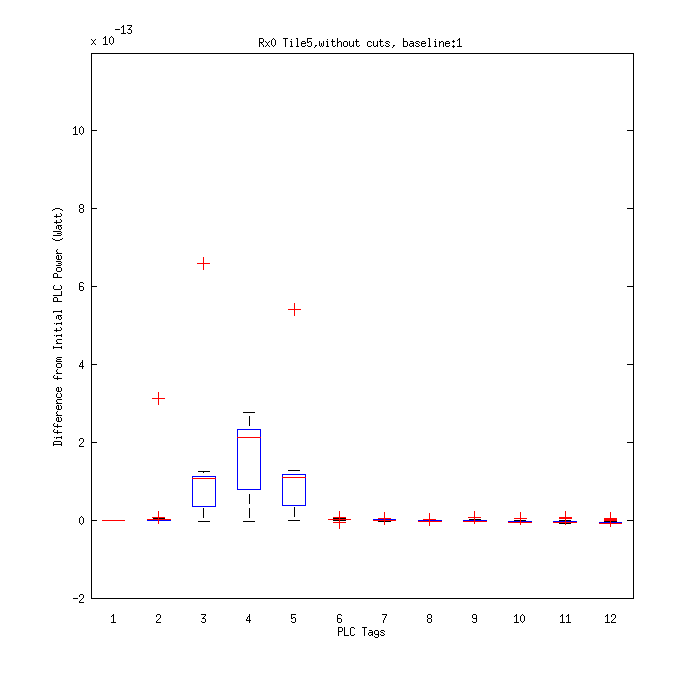 x 10-13
Rx0 Tile5,without cuts, baseline:1
10
8
6
4
2
0
-2
Difference from Initial PLC Power (Watt)
1 2 3 4 5 6 7 8 9 10 11 12
PLC Tags